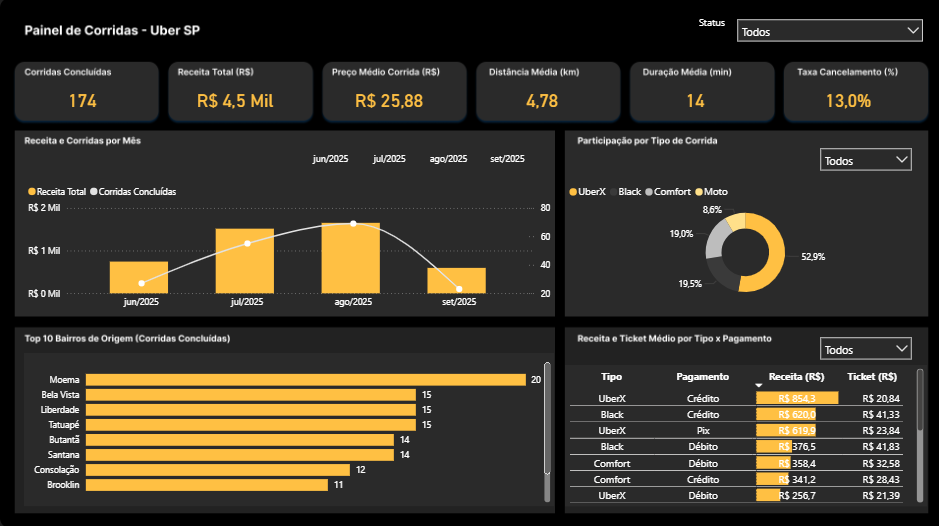 Painel de Corridas - Uber SP
Status
Todos
Corridas Concluídas
174
Receita Total (R$)
R$ 4,5 Mil
Preço Médio Corrida (R$)
R$ 25,88
Distância Média (km)
4,78
Duração Média (min)
14
Taxa Cancelamento (%)
13,0%
Receita e Corridas por Mês
jun/2025 jul/2025 ago/2025 set/2025
Receita Total Corridas Concluídas
R$ 2 Mil
R$ 1 Mil
R$ 0 Mil
80
60
40
20
jun/2025 jul/2025 ago/2025 set/2025
Participação por Tipo de Corrida
Todos
UberX Black Comfort Moto
8,6%
19,0%
19,5%
52,9%
Top 10 Bairros de Origem (Corridas Concluídas)
Moema 20
Bela Vista 15
Liberdade 15
Tatuapé 15
Butantã 14
Santana 14
Consolação 12
Brooklin 11
Receita e Ticket Médio por Tipo x Pagamento
Todos
Tipo Pagamento Receita (R$) Ticket (R$)
UberX Crédito R$ 854,3 R$ 20,84
Black Crédito R$ 620,0 R$ 41,33
UberX Pix R$ 619,9 R$ 23,84
Black Débito R$ 376,5 R$ 41,83
Comfort Débito R$ 358,4 R$ 32,58
Comfort Crédito R$ 341,2 R$ 28,43
UberX Débito R$ 256,7 R$ 21,39